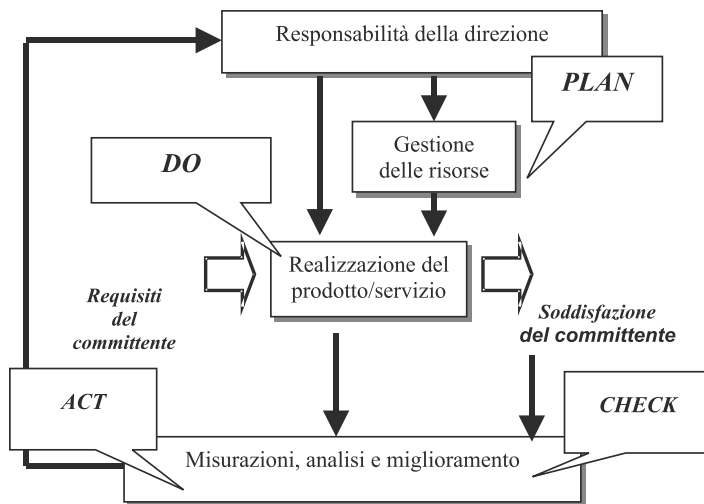 Responsabilità della direzione
PLAN
Gestione
delle risorse
DO
Realizzazione del
prodotto/servizio
Requisiti
del
committente
Soddisfazione
del committente
ACT
CHECK
Misurazioni, analisi e miglioramento